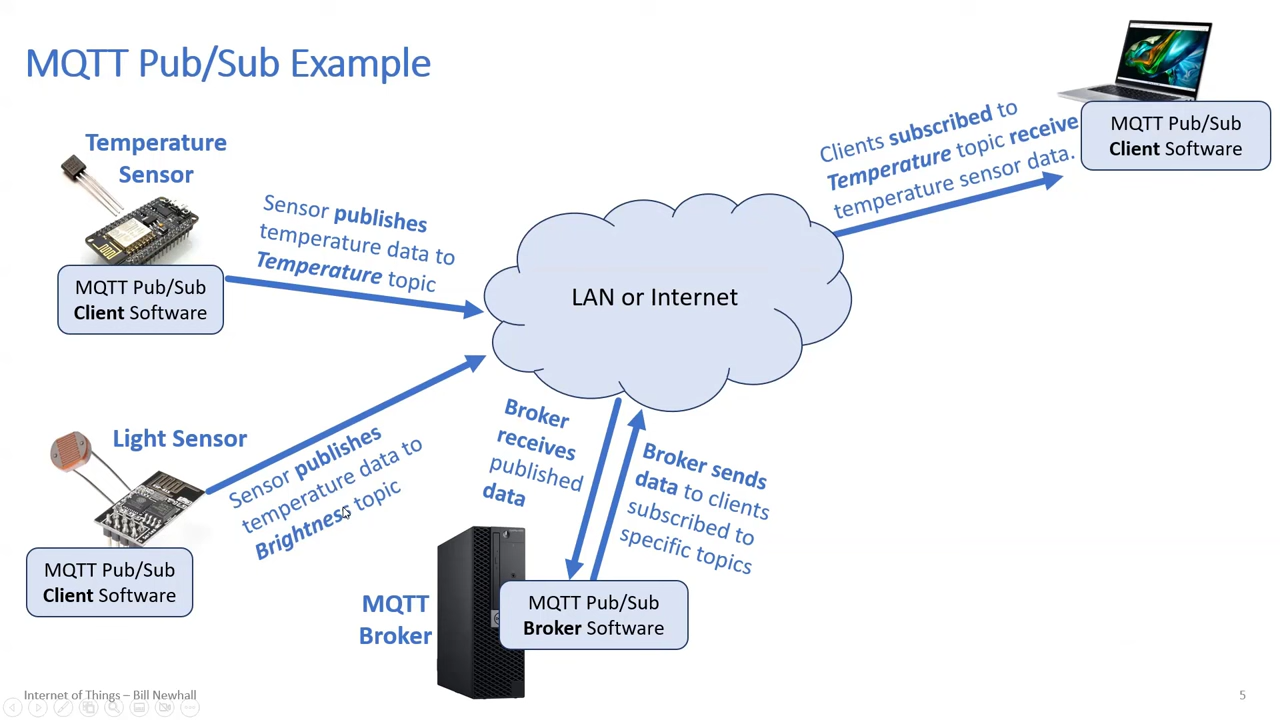 MQTT Pub/Sub Example
Temperature
Sensor
MQTT Pub/Sub
Client Software
Sensor publishes
temperature data to
Temperature topic
Light Sensor
MQTT Pub/Sub
Client Software
Sensor publishes
temperature data to
Brightness topic
LAN or Internet
Clients subscribed to
Temperature topic receive
temperature sensor data.
MQTT Pub/Sub
Client Software
Broker
receives
published
data
Broker sends
data to clients
subscribed to
specific topics
MQTT
Broker
MQTT Pub/Sub
Broker Software
Internet of Things – Bill Newhall
5